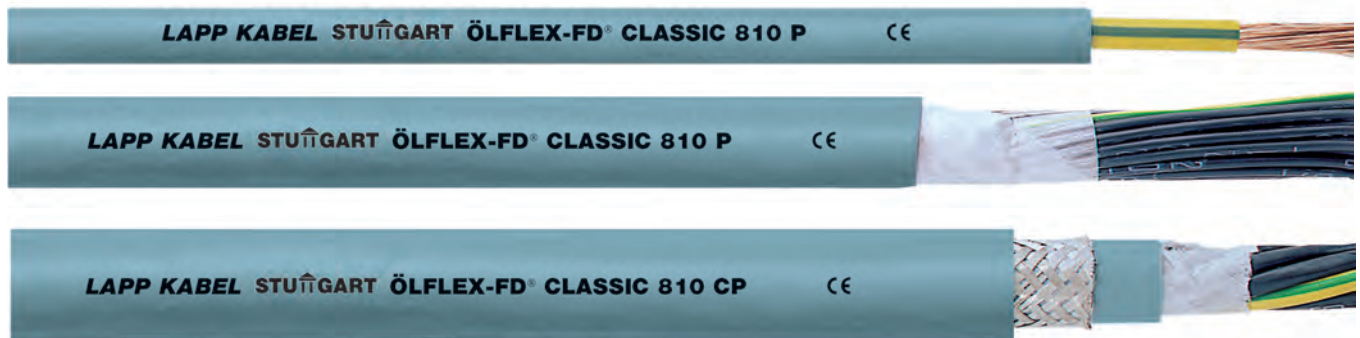 LAPP KABEL STUTTGART ÖLFLEX-FD® CLASSIC 810 P CE
LAPP KABEL STUTTGART ÖLFLEX-FD® CLASSIC 810 P CE
LAPP KABEL STUTTGART ÖLFLEX-FD® CLASSIC 810 CP CE